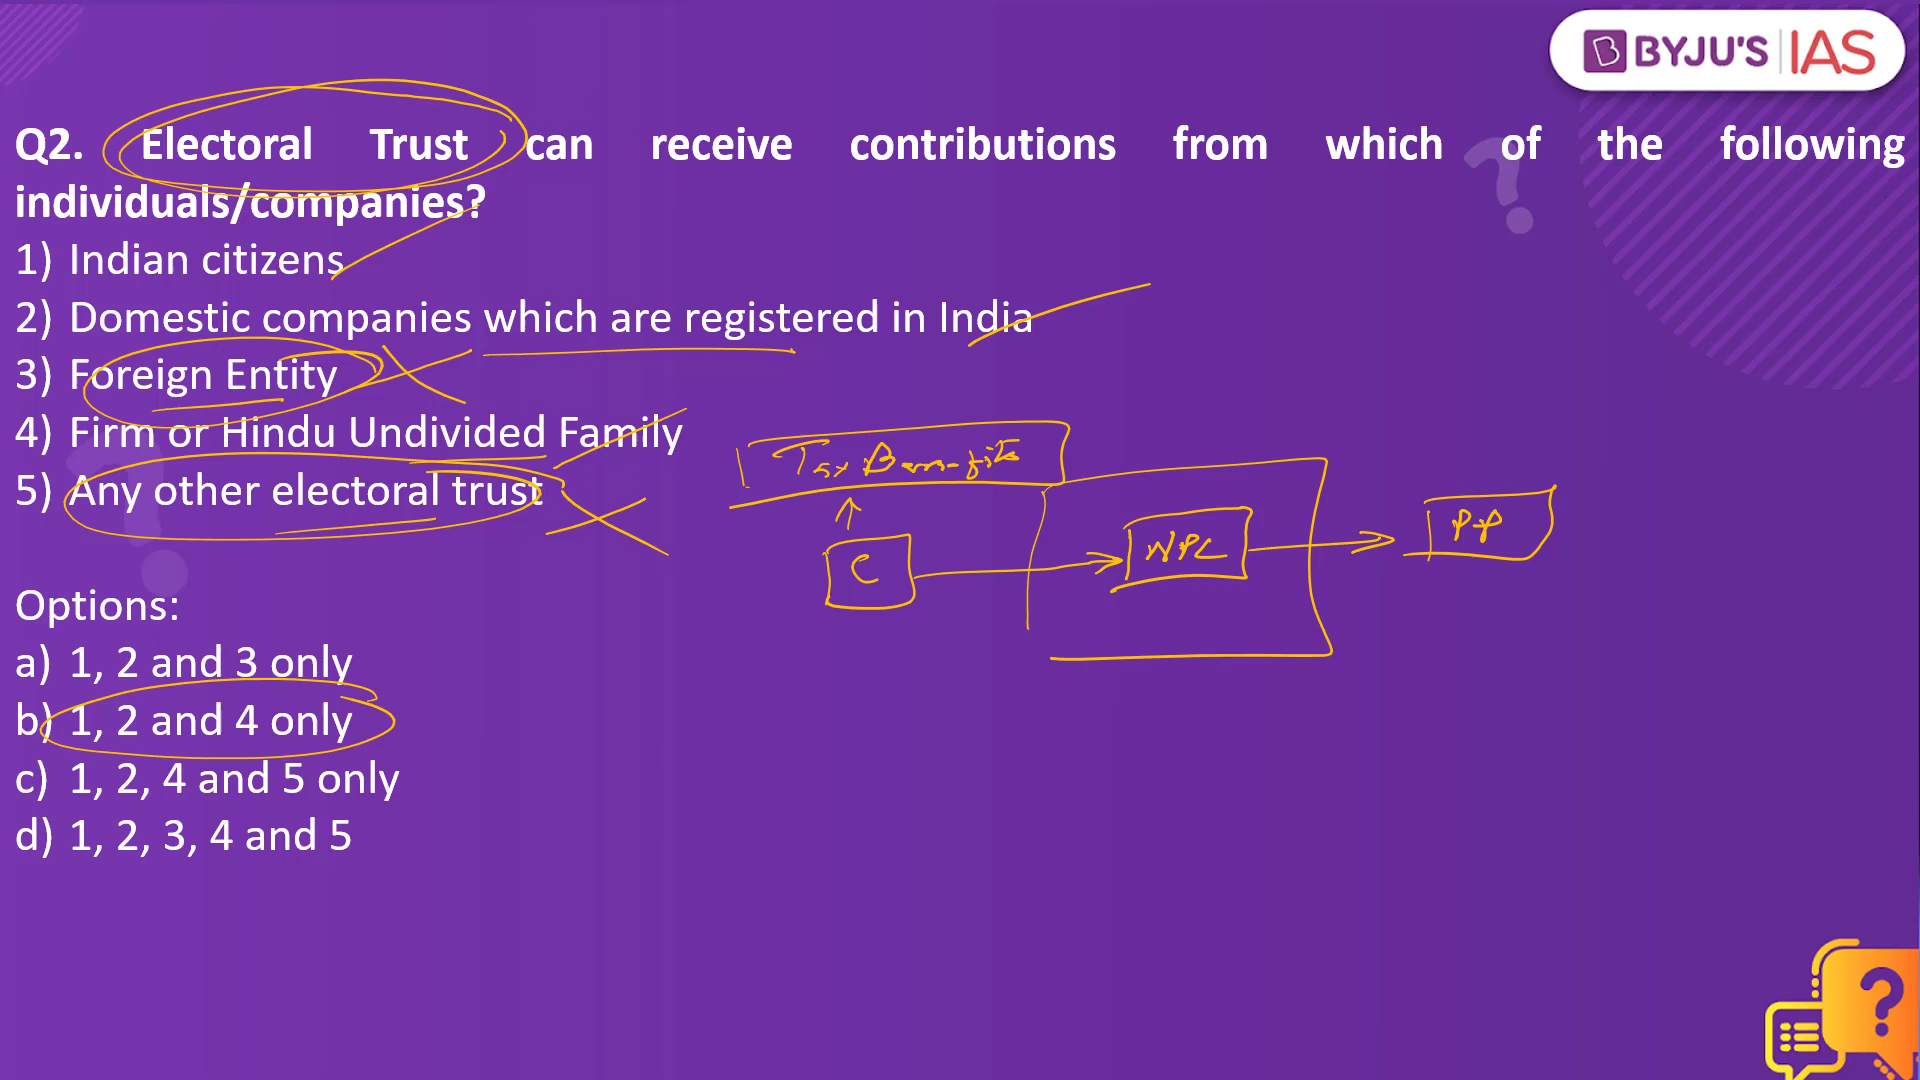 BYJU'S IAS
Q2. Electoral Trust can receive contributions from which of the following
individuals/companies?
1) Indian citizens
2) Domestic companies which are registered in India
3) Foreign Entity
4) Firm or Hindu Undivided Family
5) Any other electoral trust
Tax Benefits
C
NPC
PP
Options:
a) 1, 2 and 3 only
b) 1, 2 and 4 only
c) 1, 2, 4 and 5 only
d) 1, 2, 3, 4 and 5